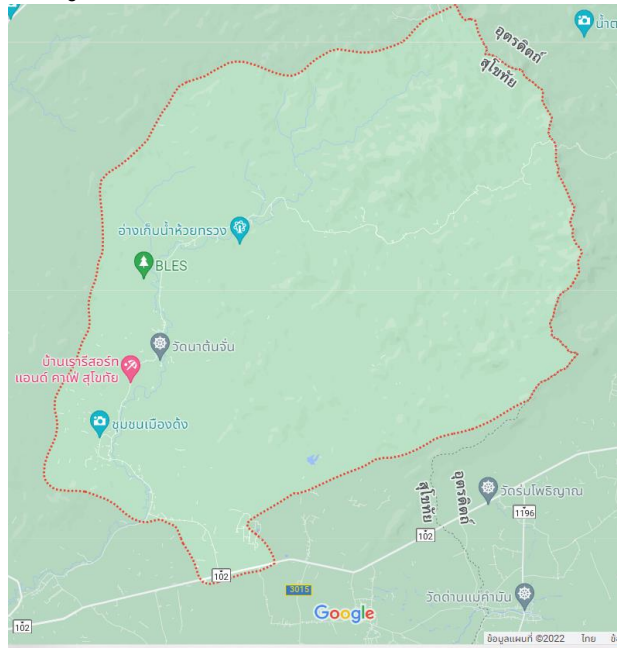 อุตรดิตถ์
สุโขทัย
น้ำต
อ่างเก็บน้ำห้วยทรวง
BLES
วัดนาต้นจั่น
บ้านเรารีสอร์ท
แอนด์ คาเฟ่ สุโขทัย
ชุมชนเมืองด้ง
อุตรดิตถ์
สุโขทัย
วัดร่มโพธิญาณ
1196
102
102
3015
Google
วัดด่านแม่คำมัน
102
ข้อมูลแผนที่ ©2022 ไทย ข้